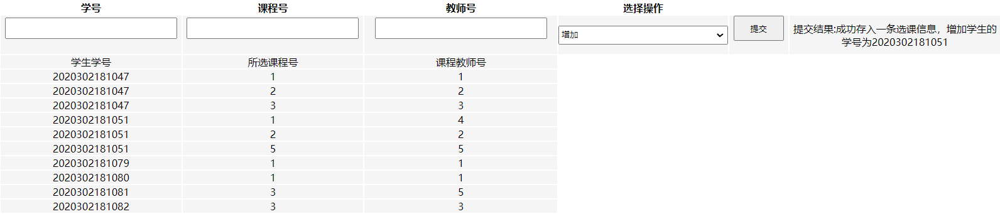 学号 课程号 教师号 选择操作
增加 提交 提交结果:成功存入一条选课信息，增加学生的
学号为2020302181051
学生学号 所选课程号 课程教师号
2020302181047 1 1
2020302181047 2 2
2020302181047 3 3
2020302181051 1 4
2020302181051 2 2
2020302181051 5 5
2020302181079 1 1
2020302181080 1 1
2020302181081 3 5
2020302181082 3 3